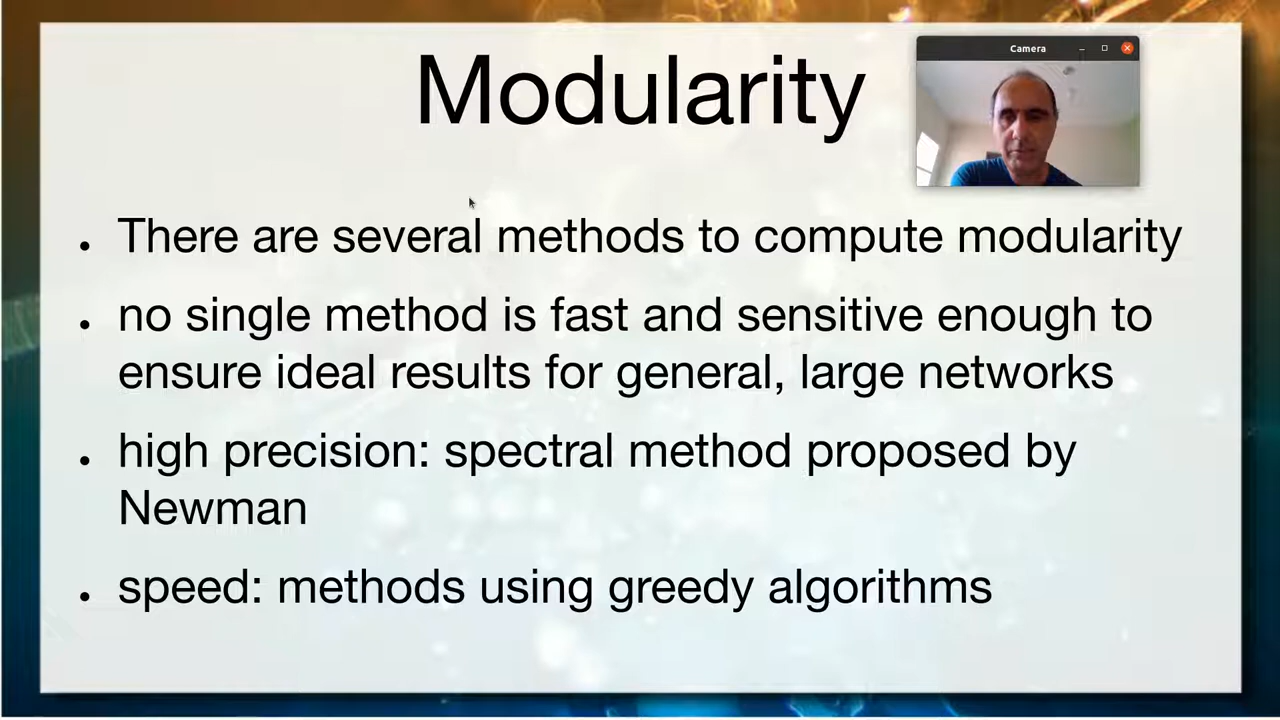 Modularity
Camera
There are several methods to compute modularity
no single method is fast and sensitive enough to
ensure ideal results for general, large networks
high precision: spectral method proposed by
Newman
speed: methods using greedy algorithms